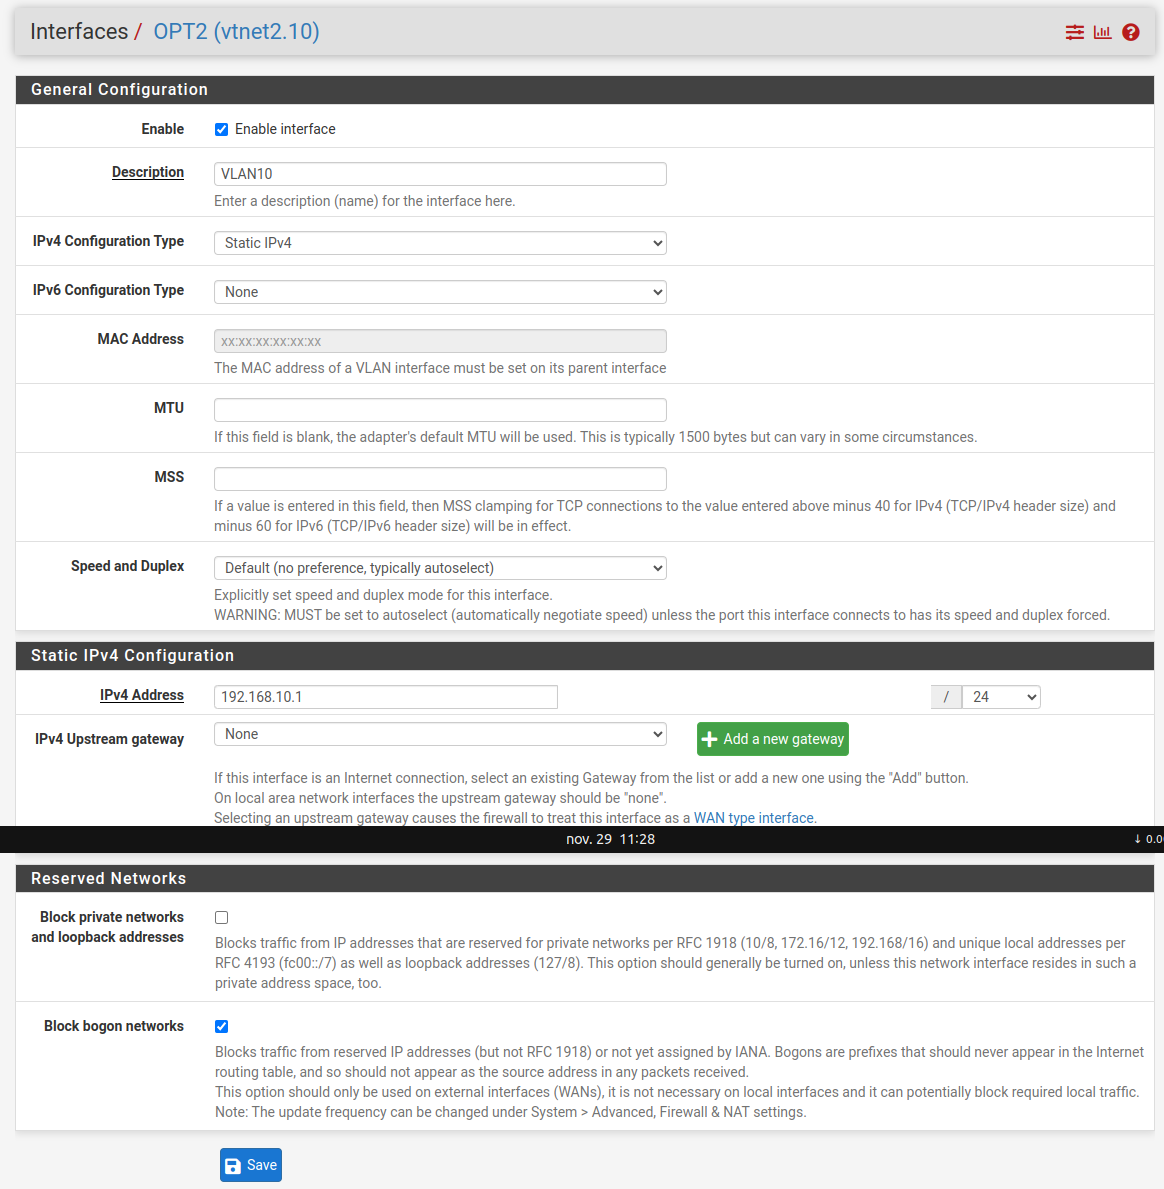 Interfaces / OPT2 (vtnet2.10)
General Configuration
Enable Enable interface
Description VLAN10
Enter a description (name) for the interface here.
IPv4 Configuration Type Static IPv4
IPv6 Configuration Type None
MAC Address xx:xx:xx:xx:xx:xx
The MAC address of a VLAN interface must be set on its parent interface
MTU
If this field is blank, the adapter's default MTU will be used. This is typically 1500 bytes but can vary in some circumstances.
MSS
If a value is entered in this field, then MSS clamping for TCP connections to the value entered above minus 40 for IPv4 (TCP/IPv4 header size) and
minus 60 for IPv6 (TCP/IPv6 header size) will be in effect.
Speed and Duplex Default (no preference, typically autoselect)
Explicitly set speed and duplex mode for this interface.
WARNING: MUST be set to autoselect (automatically negotiate speed) unless the port this interface connects to has its speed and duplex forced.
Static IPv4 Configuration
IPv4 Address 192.168.10.1 / 24
IPv4 Upstream gateway None Add a new gateway
If this interface is an Internet connection, select an existing Gateway from the list or add a new one using the "Add" button.
On local area network interfaces the upstream gateway should be "none".
Selecting an upstream gateway causes the firewall to treat this interface as a WAN type interface.
nov. 29 11:28 ↓ 0.0
Reserved Networks
Block private networks
and loopback addresses
Blocks traffic from IP addresses that are reserved for private networks per RFC 1918 (10/8, 172.16/12, 192.168/16) and unique local addresses per
RFC 4193 (fc00::/7) as well as loopback addresses (127/8). This option should generally be turned on, unless this network interface resides in such a
private address space, too.
Block bogon networks
Blocks traffic from reserved IP addresses (but not RFC 1918) or not yet assigned by IANA. Bogons are prefixes that should never appear in the Internet
routing table, and so should not appear as the source address in any packets received.
This option should only be used on external interfaces (WANs), it is not necessary on local interfaces and it can potentially block required local traffic.
Note: The update frequency can be changed under System > Advanced, Firewall & NAT settings.
Save